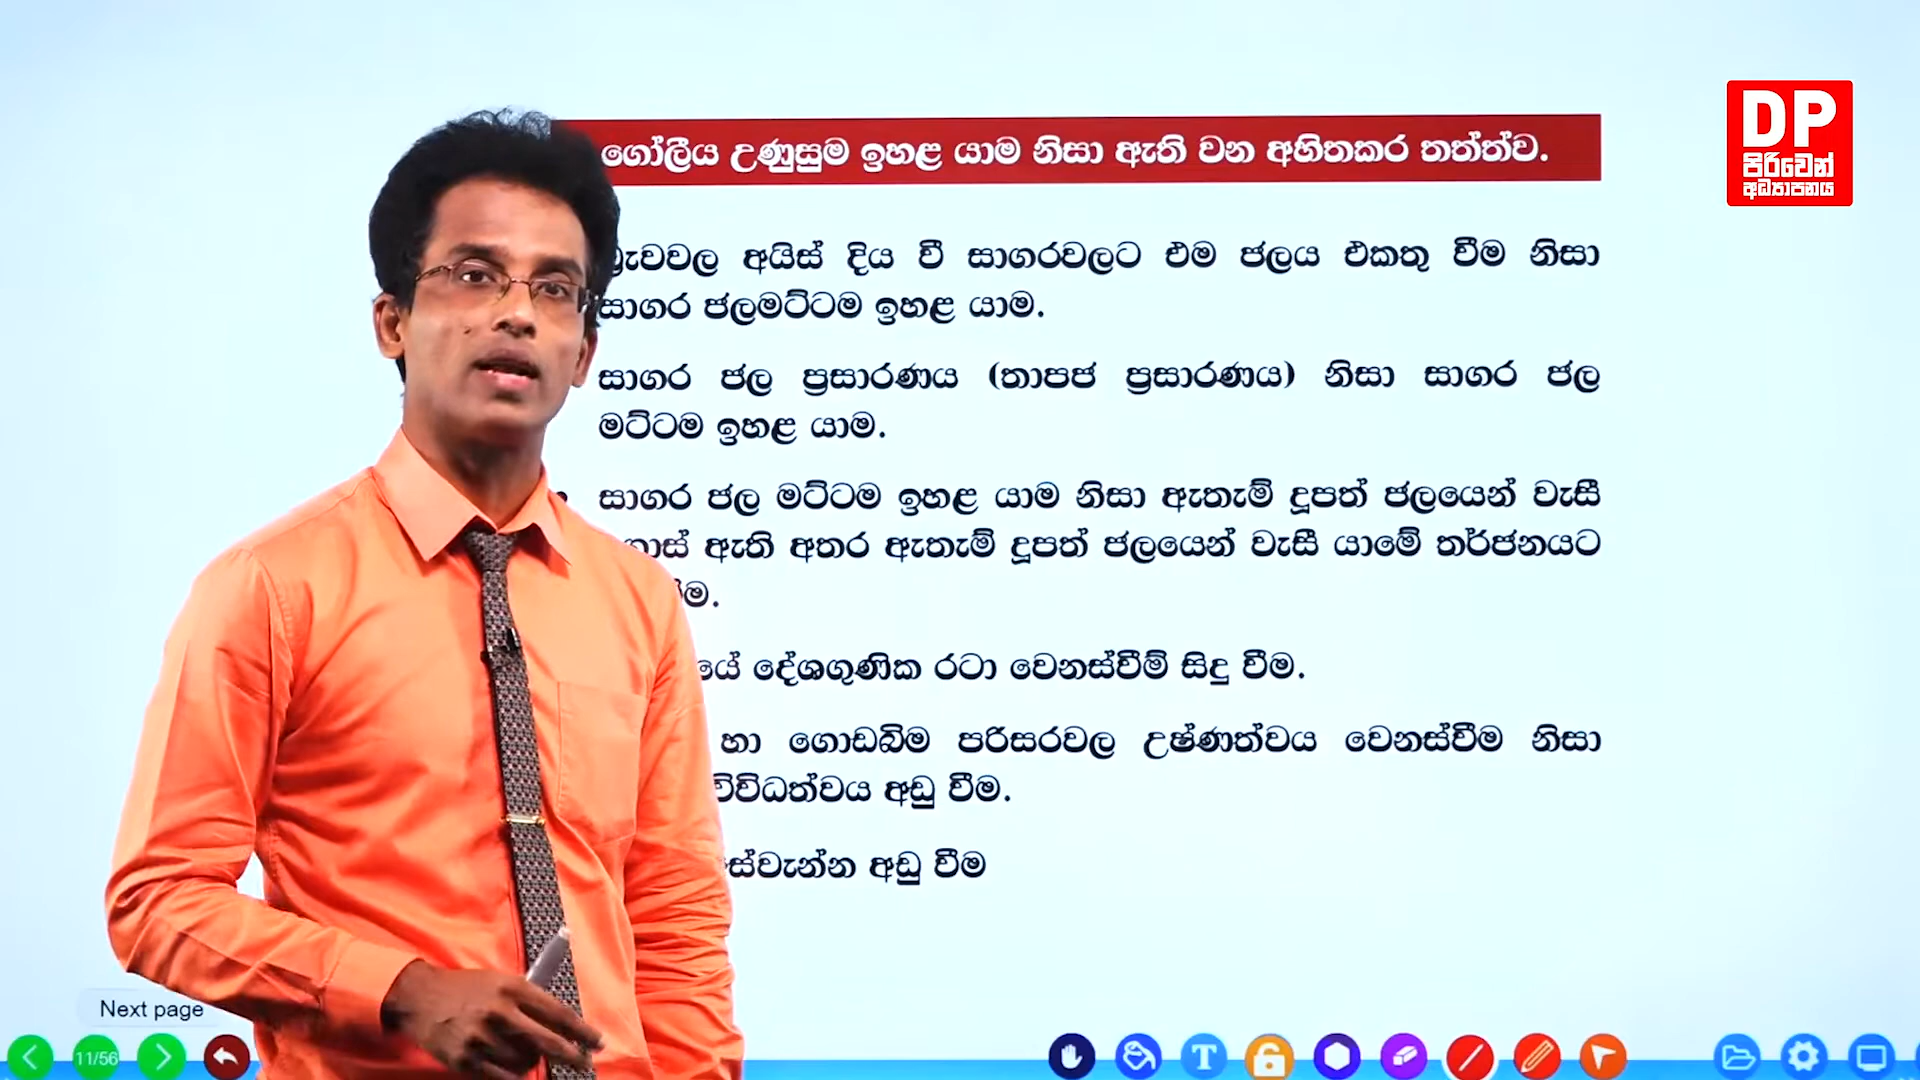 ගෝලීය උණුසුම ඉහළ යාම නිසා ඇති වන අහිතකර තත්ත්ව.
DP
පිරිවෙන්
අධ්‍යාපනය
අයිස් දිය වී සාගරවලට එම ජලය එකතු වීම නිසා
සාගර ජලමට්ටම ඉහළ යාම.
සාගර ජල ප්‍රසාරණය (තාපජ ප්‍රසාරණය) නිසා සාගර ජල
මට්ටම ඉහළ යාම.
සාගර ජල මට්ටම ඉහළ යාම නිසා ඇතැම් දූපත් ජලයෙන් වැසී
ඇති අතර ඇතැම් දූපත් ජලයෙන් වැසී යාමේ තර්ජනයට
දේශගුණික රටා වෙනස්වීම් සිදු වීම.
හා ගොඩබිම පරිසරවල උෂ්ණත්වය වෙනස්වීම නිසා
අඩු වීම.
අඩු වීම
Next page
11/56
T